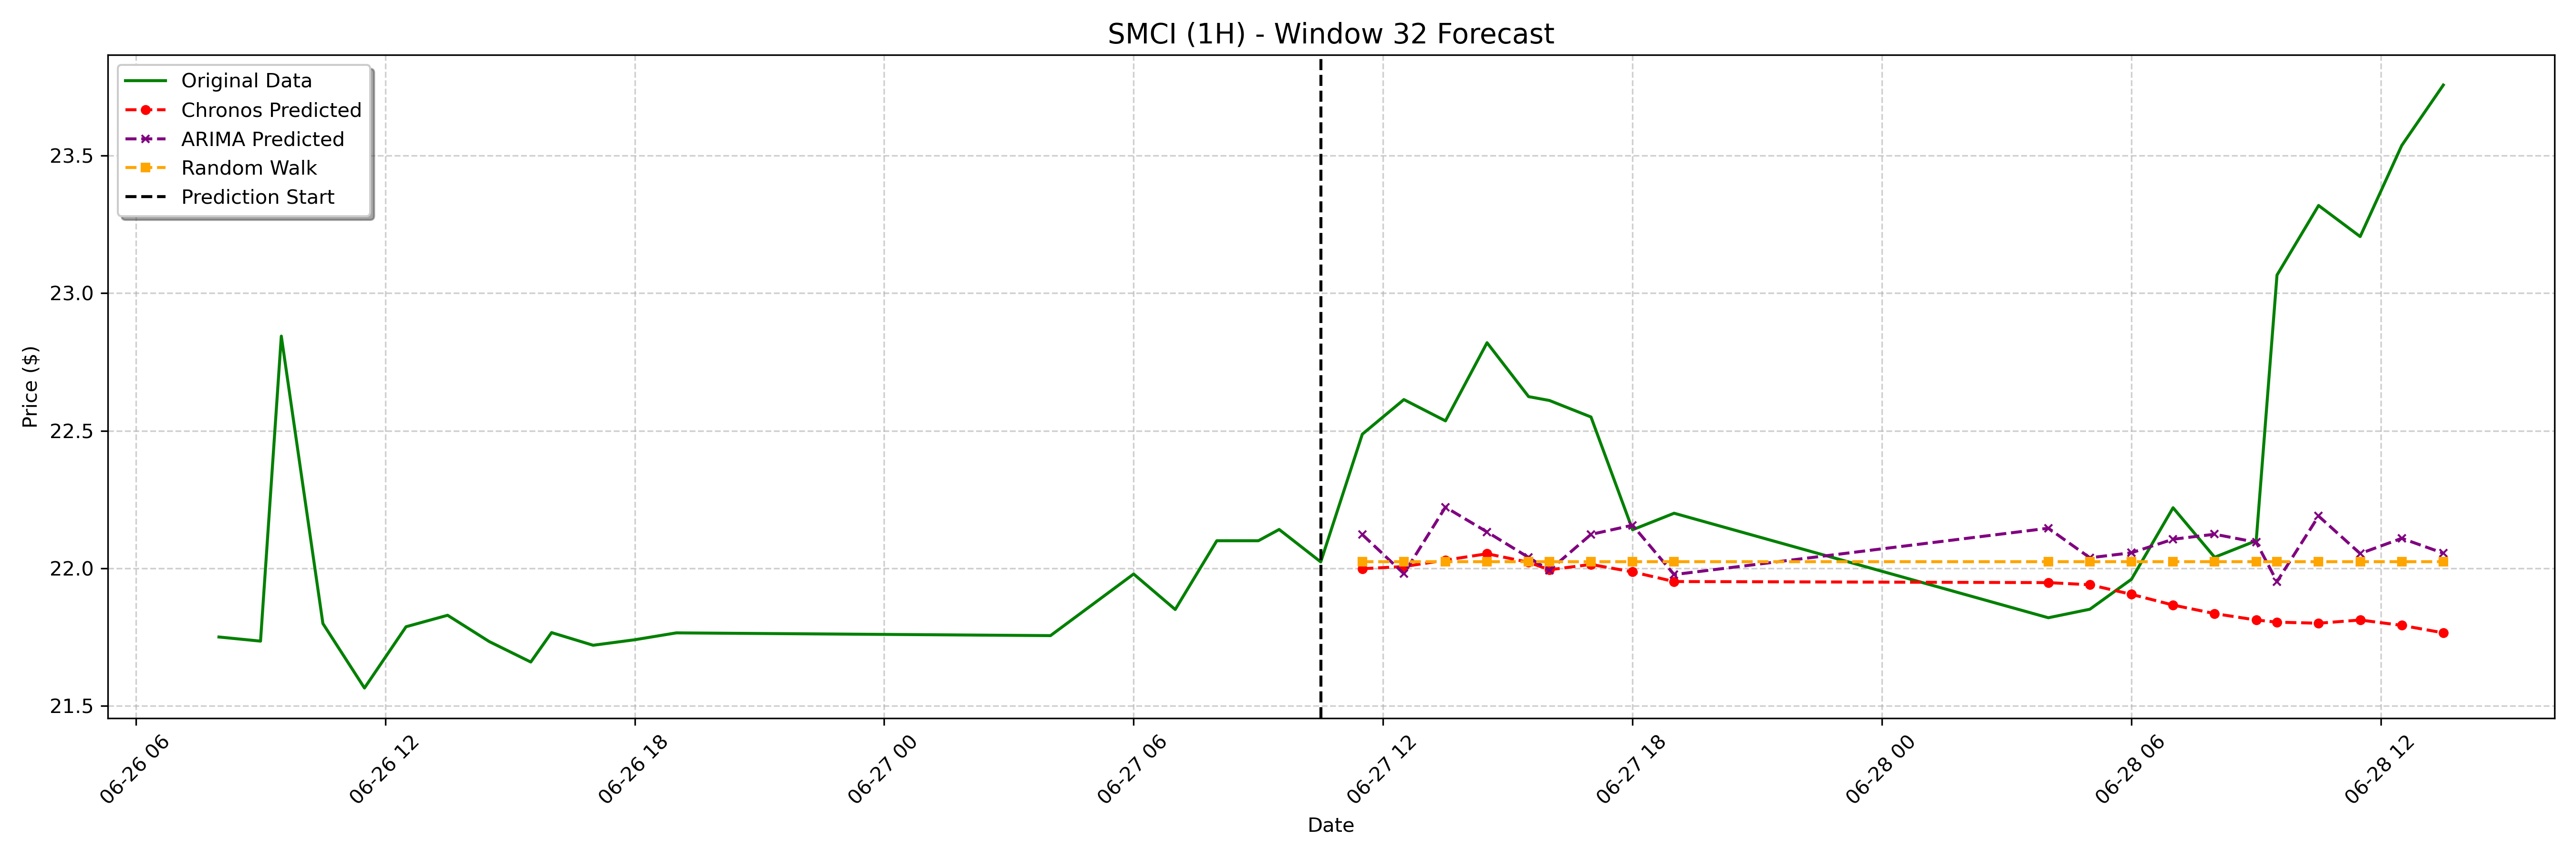 SMCI (1H) - Window 32 Forecast
Original Data
Chronos Predicted
ARIMA Predicted
Random Walk
Prediction Start
Price ($)
23.5
23.0
22.5
22.0
21.5
06-26 06
06-26 12
06-26 18
06-27 00
06-27 06
06-27 12
06-27 18
06-28 00
06-28 06
06-28 12
Date